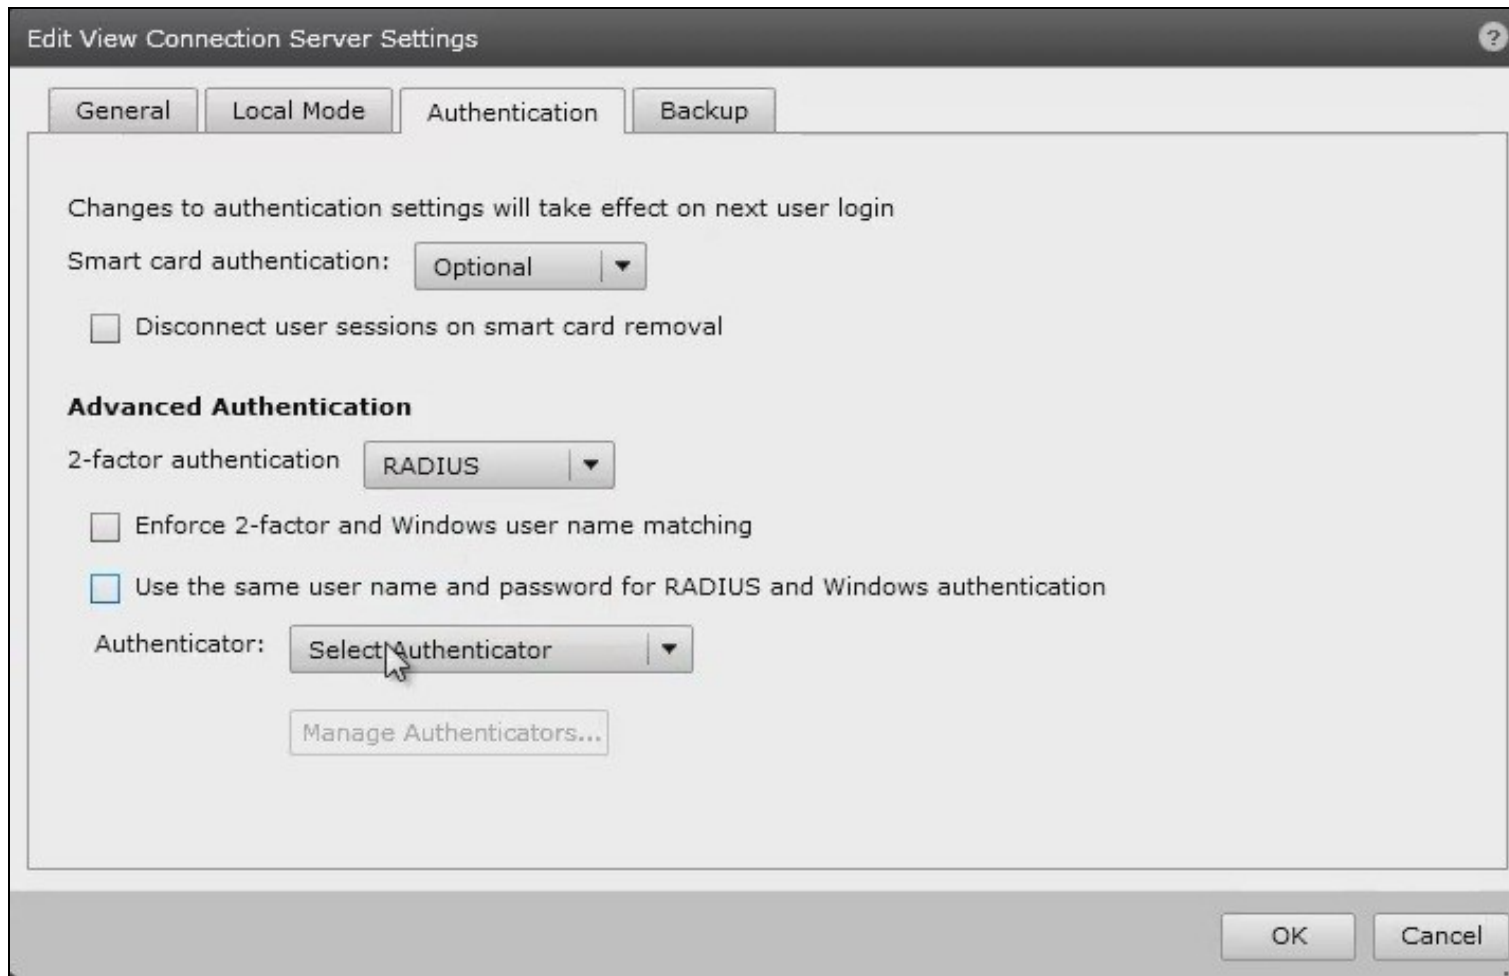 Edit View Connection Server Settings
?
General Local Mode Authentication Backup
Changes to authentication settings will take effect on next user login
Smart card authentication: Optional
Disconnect user sessions on smart card removal
Advanced Authentication
2-factor authentication RADIUS
Enforce 2-factor and Windows user name matching
Use the same user name and password for RADIUS and Windows authentication
Authenticator: Select Authenticator
Manage Authenticators...
OK Cancel